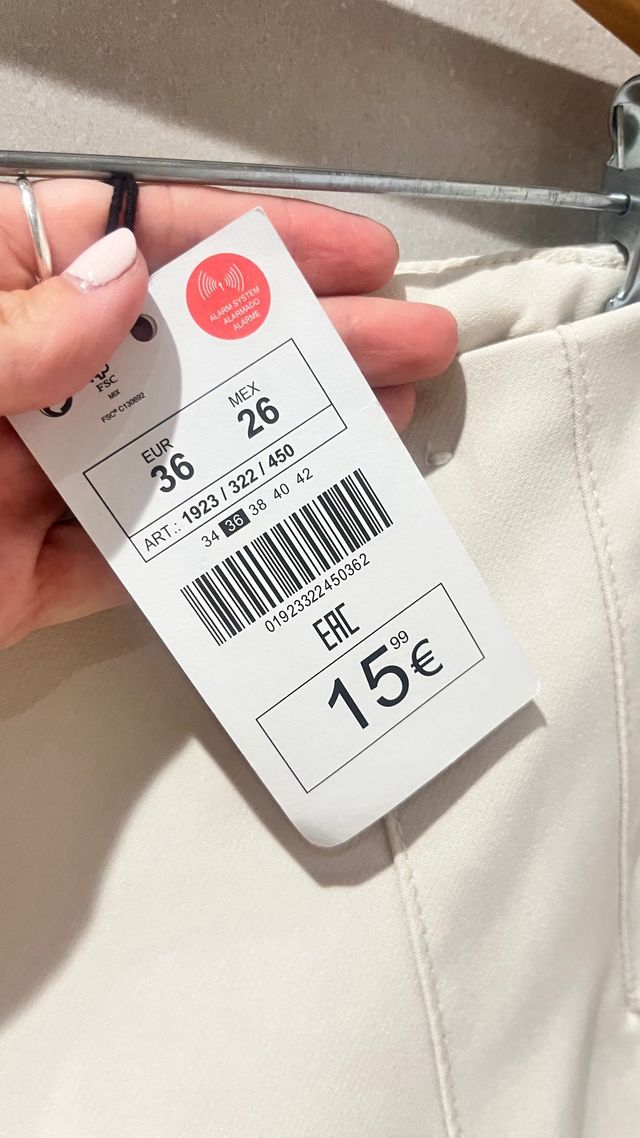 ALARM SYSTEM
ALARMADO
ALARME
FSC
MIX
FSC® C130692
EUR MEX
36 26
ART.: 1923 / 322 / 450
34 36 38 40 42
01923322450362
EAC
15 99 €